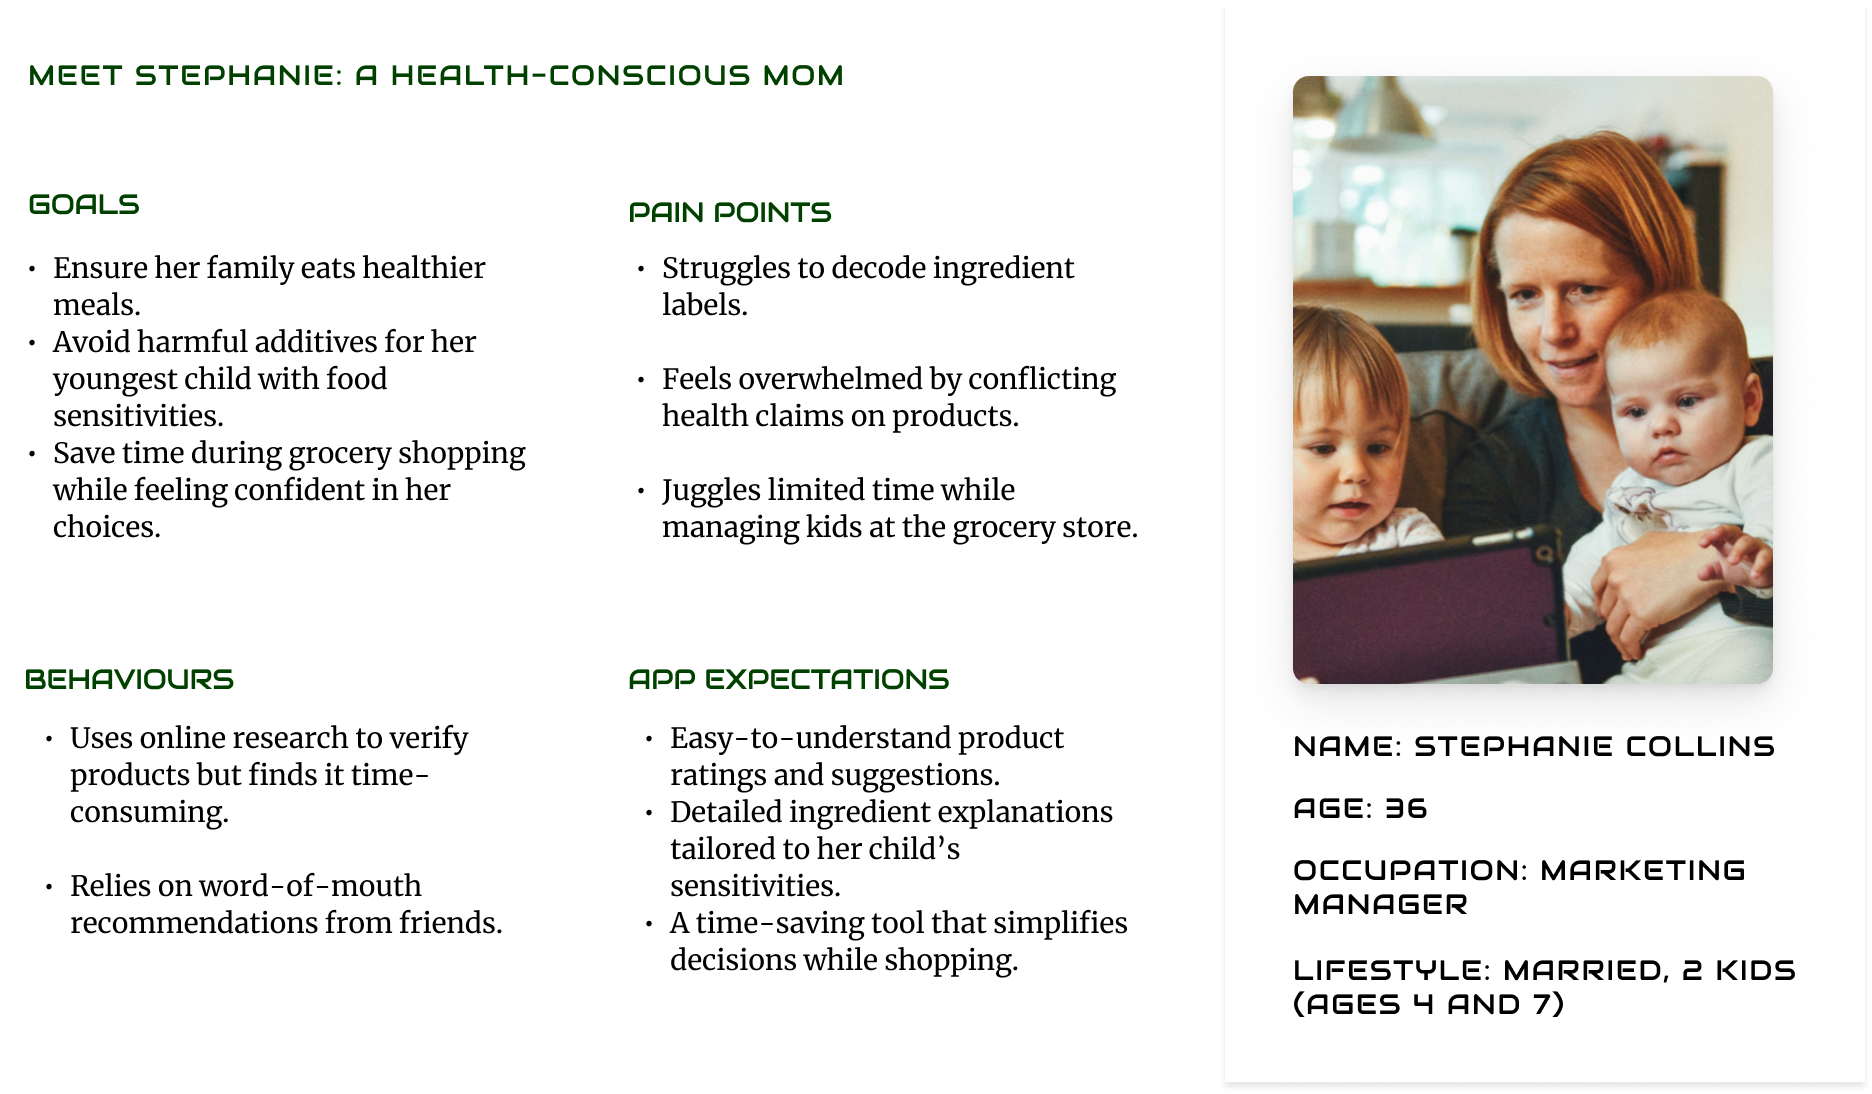 MEET STEPHANIE: A HEALTH-CONSCIOUS MOM
GOALS
• Ensure her family eats healthier
meals.
• Avoid harmful additives for her
youngest child with food
sensitivities.
• Save time during grocery shopping
while feeling confident in her
choices.
PAIN POINTS
• Struggles to decode ingredient
labels.
• Feels overwhelmed by conflicting
health claims on products.
• Juggles limited time while
managing kids at the grocery store.
BEHAVIOURS
• Uses online research to verify
products but finds it time-
consuming.
• Relies on word-of-mouth
recommendations from friends.
APP EXPECTATIONS
• Easy-to-understand product
ratings and suggestions.
• Detailed ingredient explanations
tailored to her child’s
sensitivities.
• A time-saving tool that simplifies
decisions while shopping.
NAME: STEPHANIE COLLINS
AGE: 36
OCCUPATION: MARKETING
MANAGER
LIFESTYLE: MARRIED, 2 KIDS
(AGES 4 AND 7)